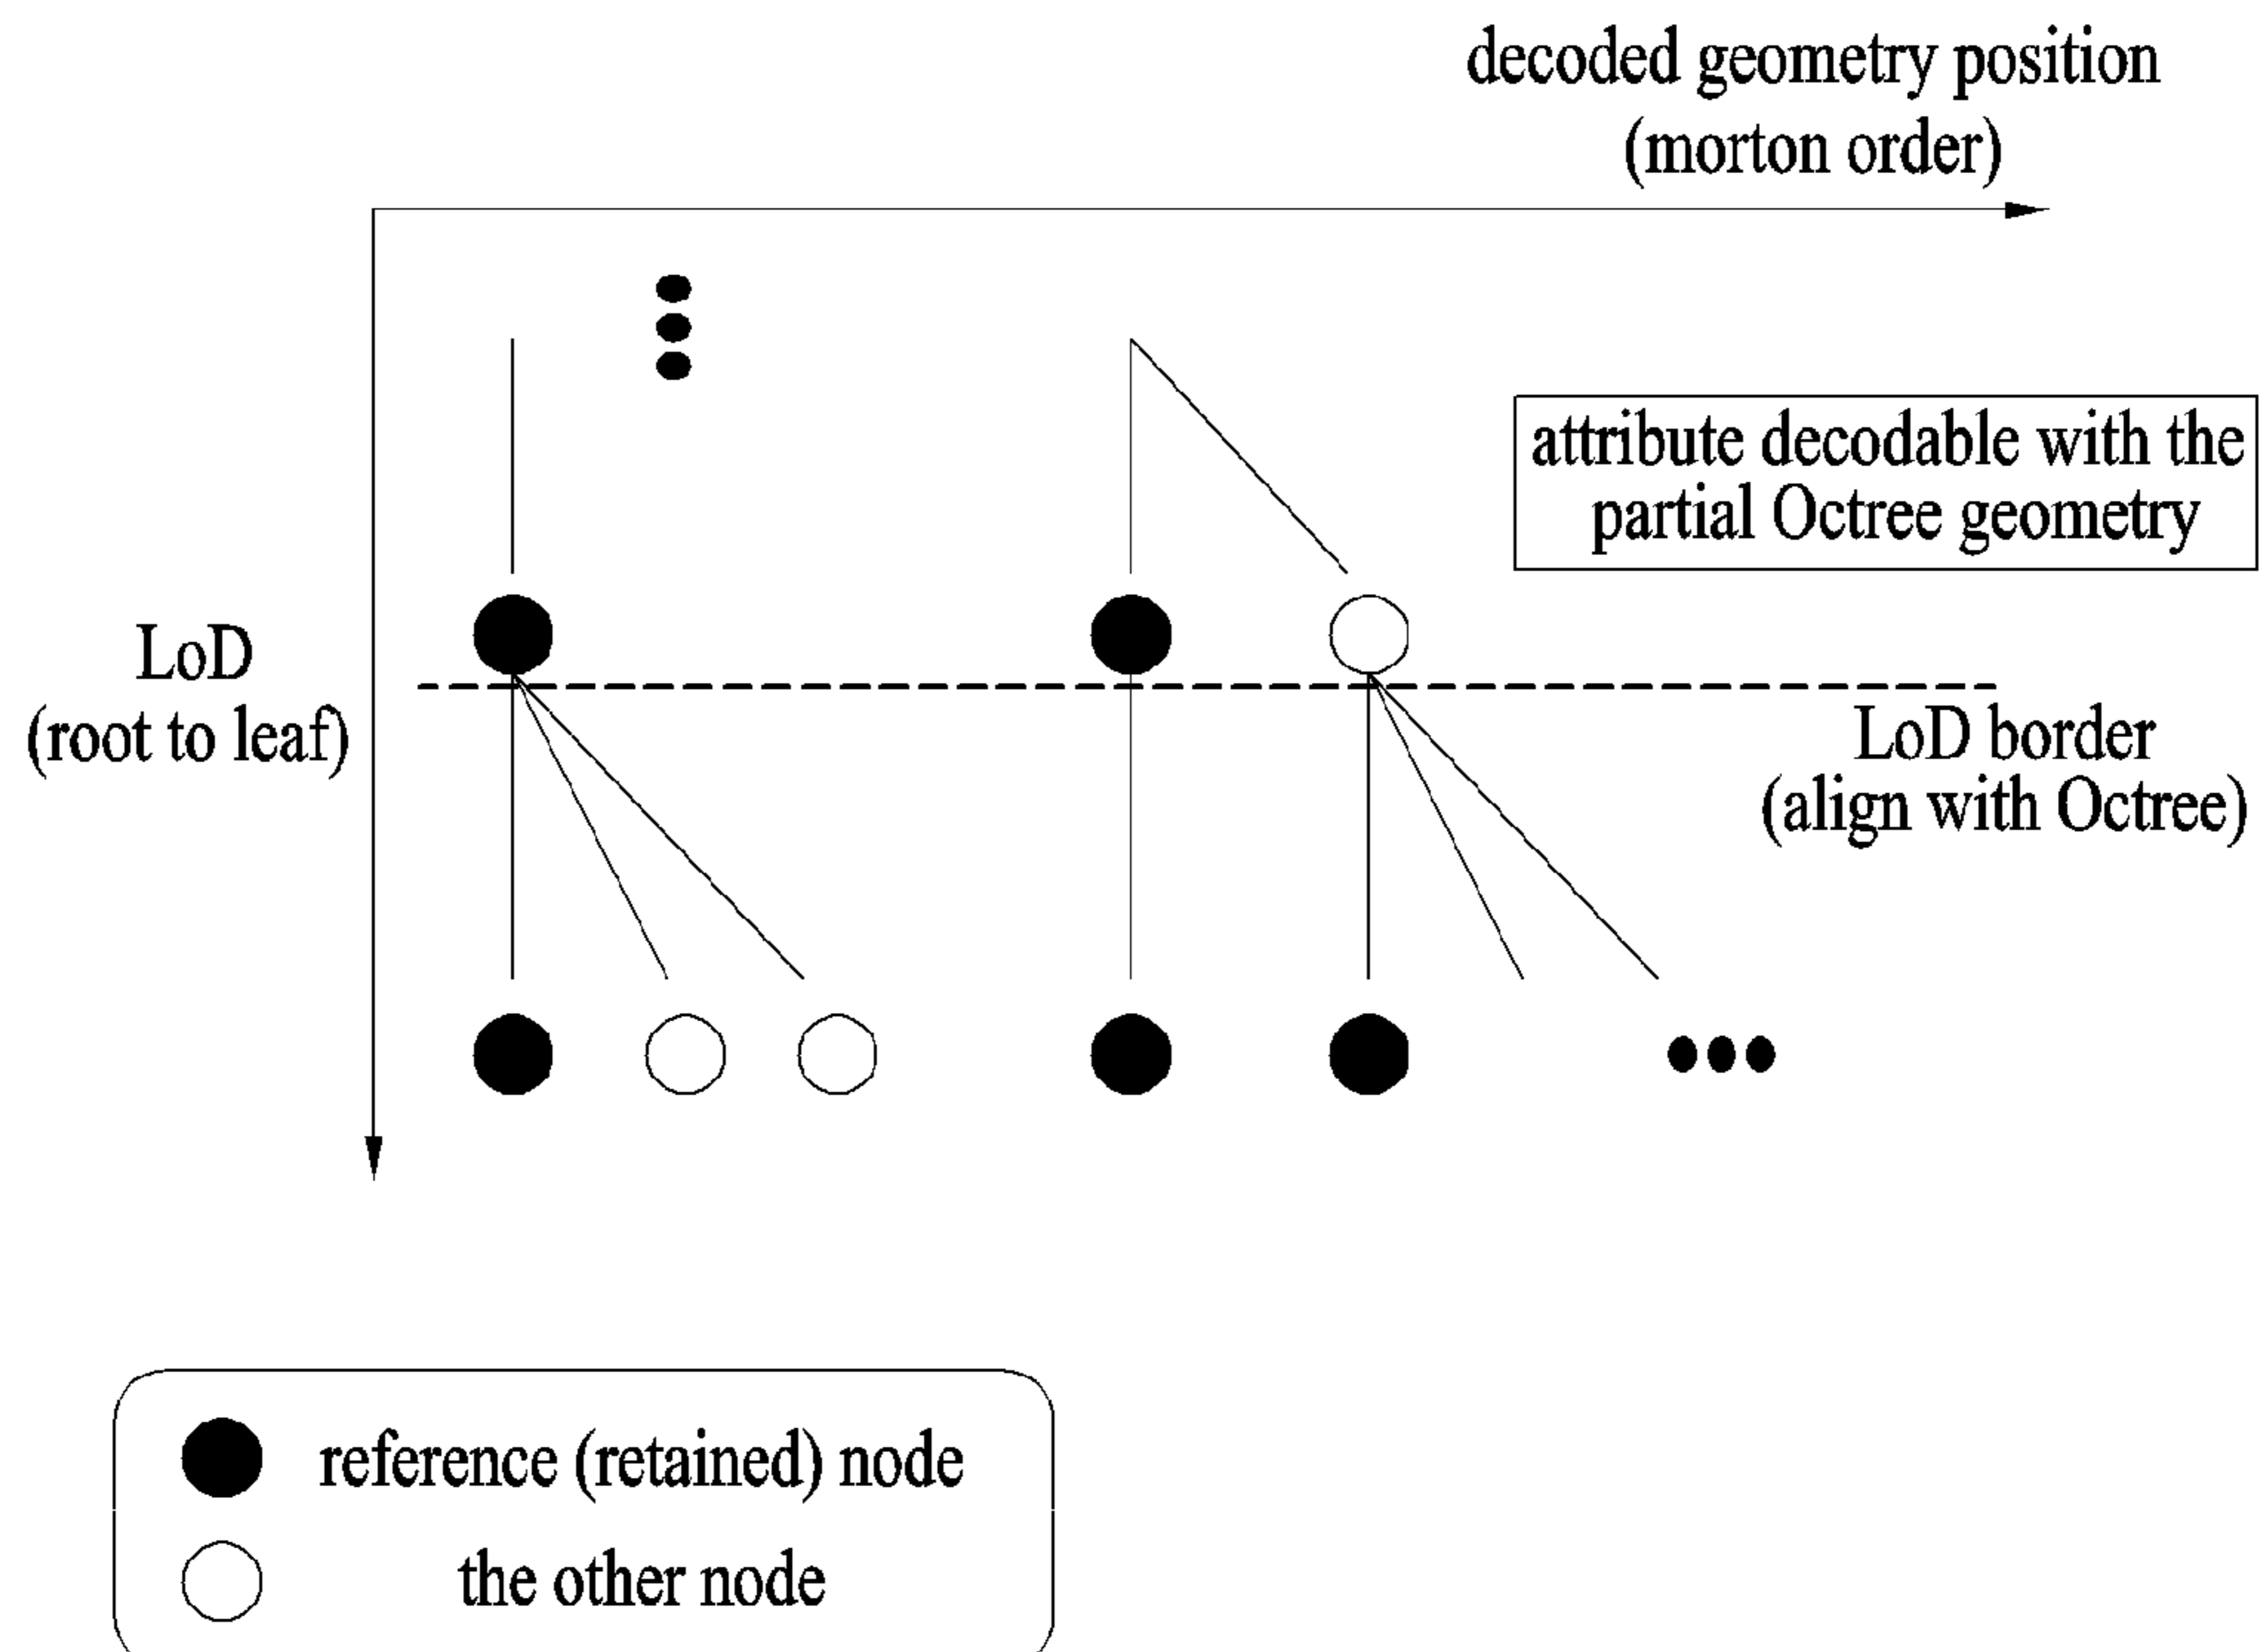 decoded geometry position
(morton order)
attribute decodable with the
partial Octree geometry
LoD
(root to leaf)
LoD border
(align with Octree)
reference (retained) node
the other node